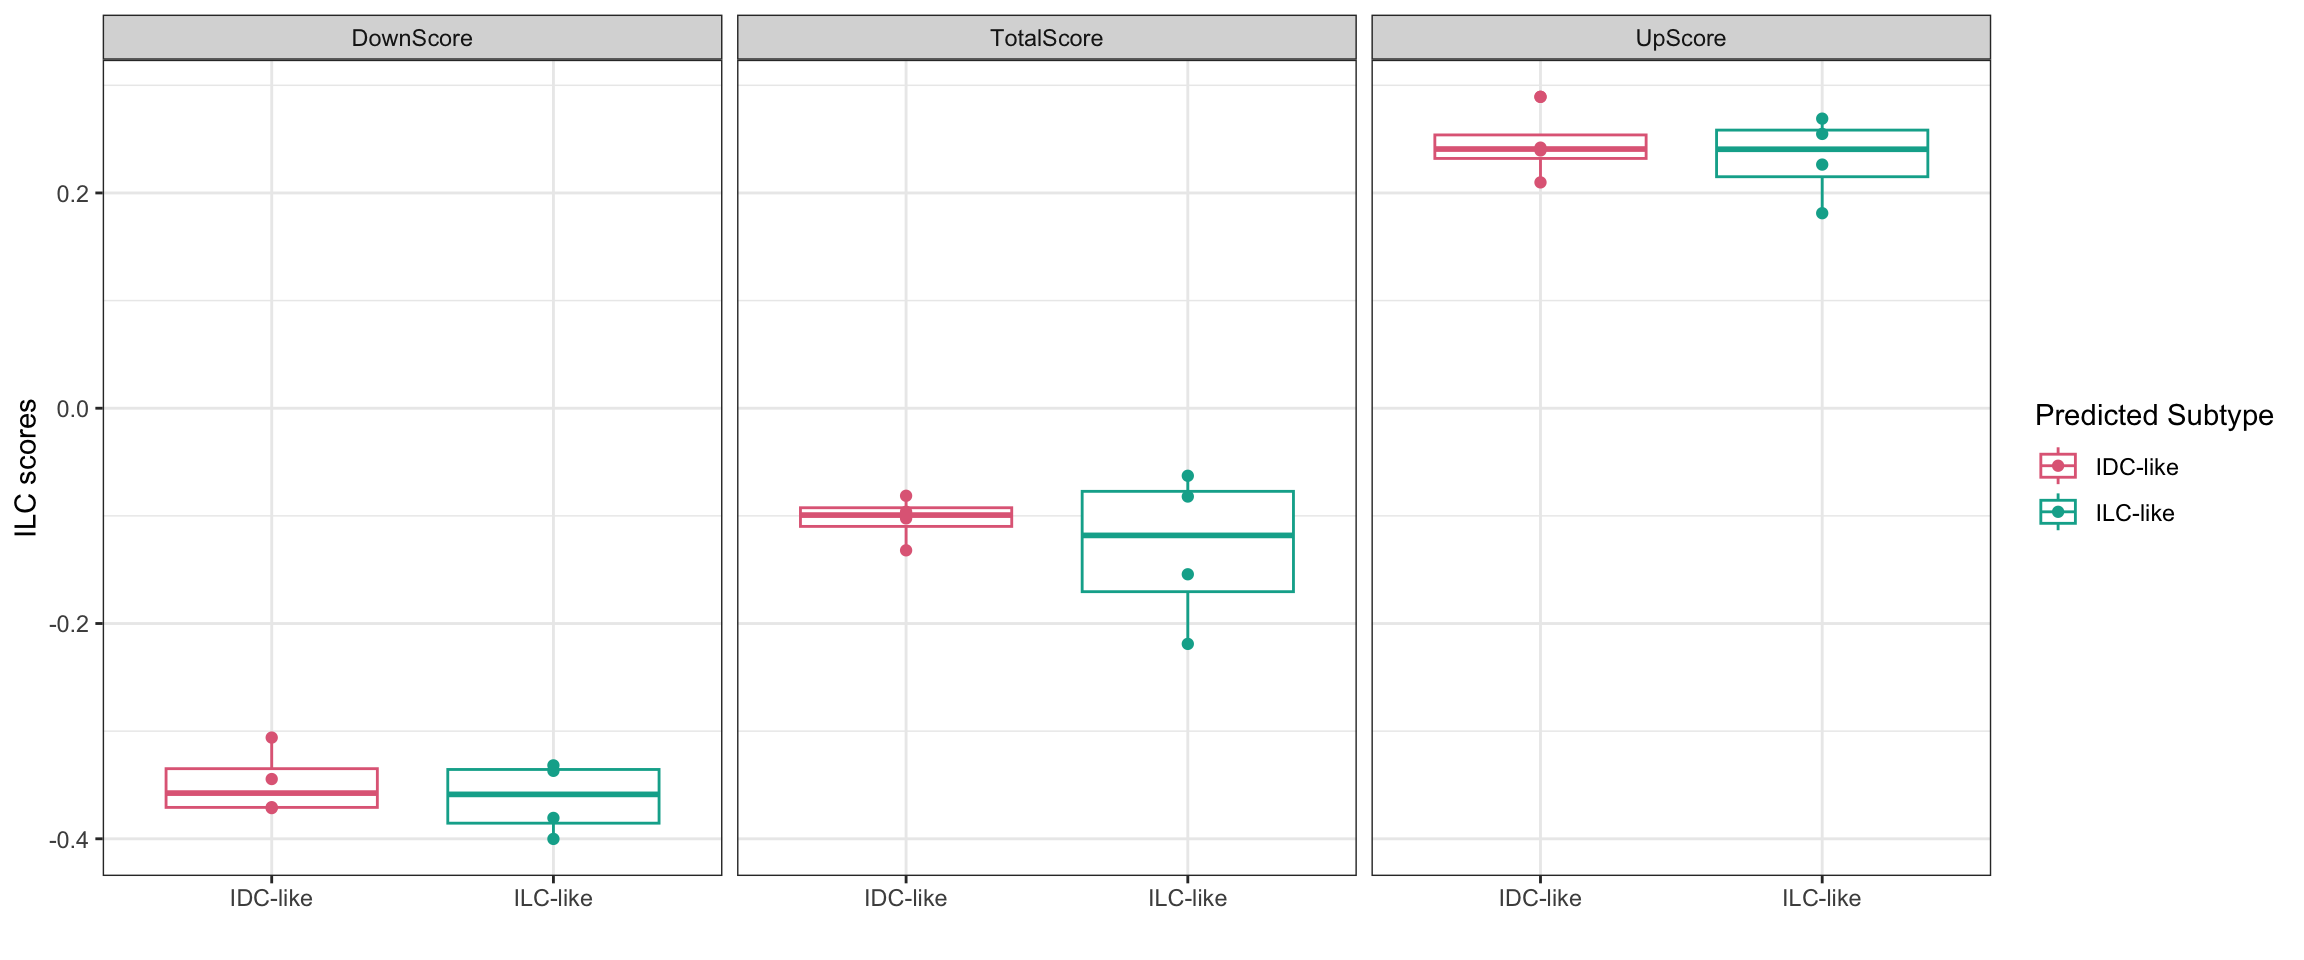 DownScore
TotalScore
UpScore
ILC scores
0.2
0.0
-0.2
-0.4
IDC-like
ILC-like
IDC-like
ILC-like
IDC-like
ILC-like
Predicted Subtype
IDC-like
ILC-like